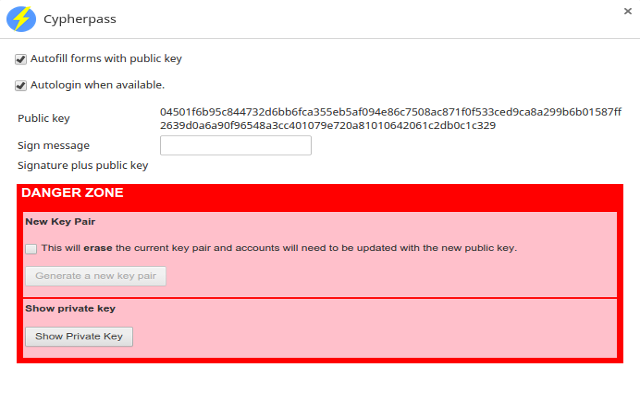 Cypherpass
Autofill forms with public key
Autologin when available.
Public key
04501f6b95c844732d6bb6fca355eb5af094e86c7508ac871f0f533ced9ca8a299b6b01587ff
2639d0a6a90f96548a3cc401079e720a81010642061c2db0c1c329
Sign message
Signature plus public key
DANGER ZONE
New Key Pair
This will erase the current key pair and accounts will need to be updated with the new public key.
Generate a new key pair
Show private key
Show Private Key